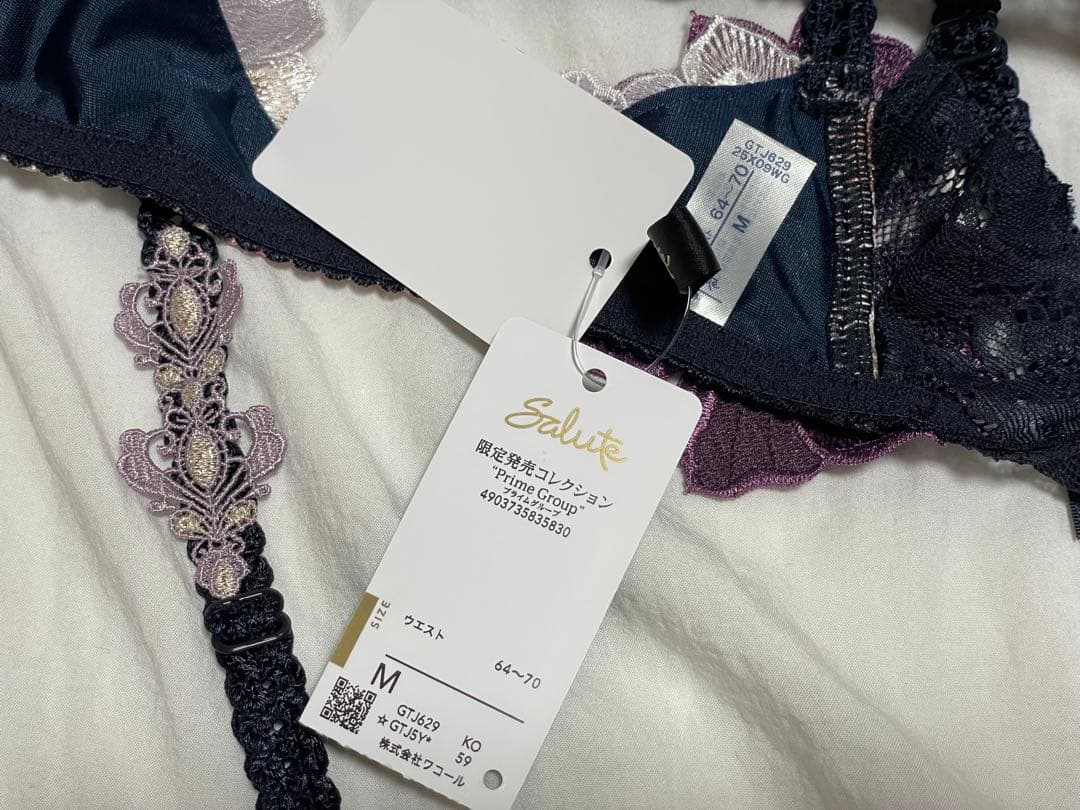 GTJ629
25X09WG
64〜70
M
Salute
限定発売コレクション
"Prime Group"
プライムグループ
4903735835830
SIZE
ウエスト
64〜70
M
GTJ629 KO
★GTJ5Y* 59
株式会社ワコール